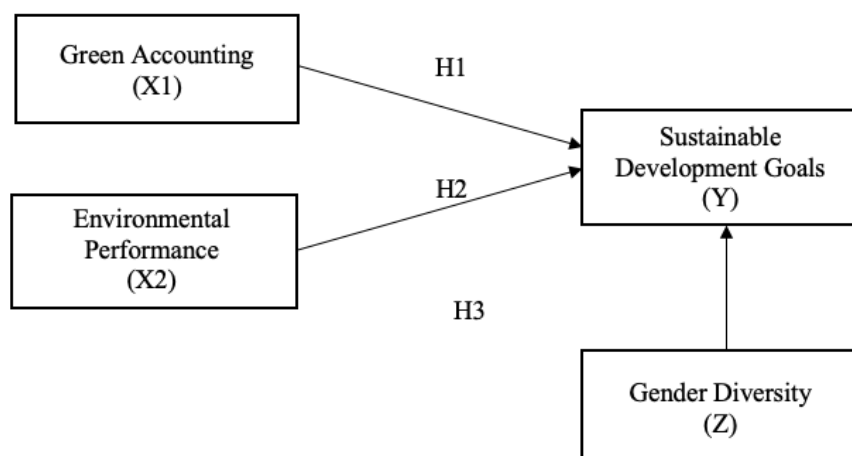 Green Accounting
(X1)
H1
Sustainable
Development Goals
(Y)
H2
Environmental
Performance
(X2)
H3
Gender Diversity
(Z)